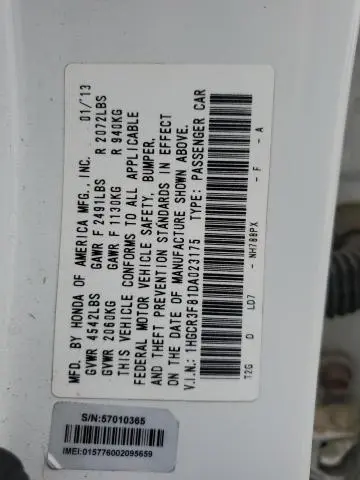 MFD. BY HONDA OF AMERICA MFG., INC. 01/'13
GVWR 4542LBS GAWR F 2491LBS R 2072LBS
GVWR 2060KG GAWR F 1130KG R 940KG
THIS VEHICLE CONFORMS TO ALL APPLICABLE
FEDERAL MOTOR VEHICLE SAFETY, BUMPER,
AND THEFT PREVENTION STANDARDS IN EFFECT
ON THE DATE OF MANUFACTURE SHOWN ABOVE.
V.I.N.: 1HGCR3F81DA023175 TYPE: PASSENGER CAR
T2G D LD7 - NH788PX - F - A
S/N:57010365
IMEI:015776002095659